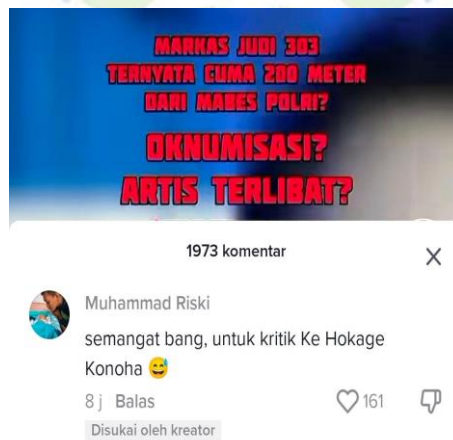 MARKAS JUDI 303
TERNYATA CUMA 200 METER
DARI MABES POLRI?
OKNUMISASI?
ARTIS TERLIBAT?
1973 komentar
Muhammad Riski
semangat bang, untuk kritik Ke Hokage
Konoha 😅
8 j Balas 161
Disukai oleh kreator